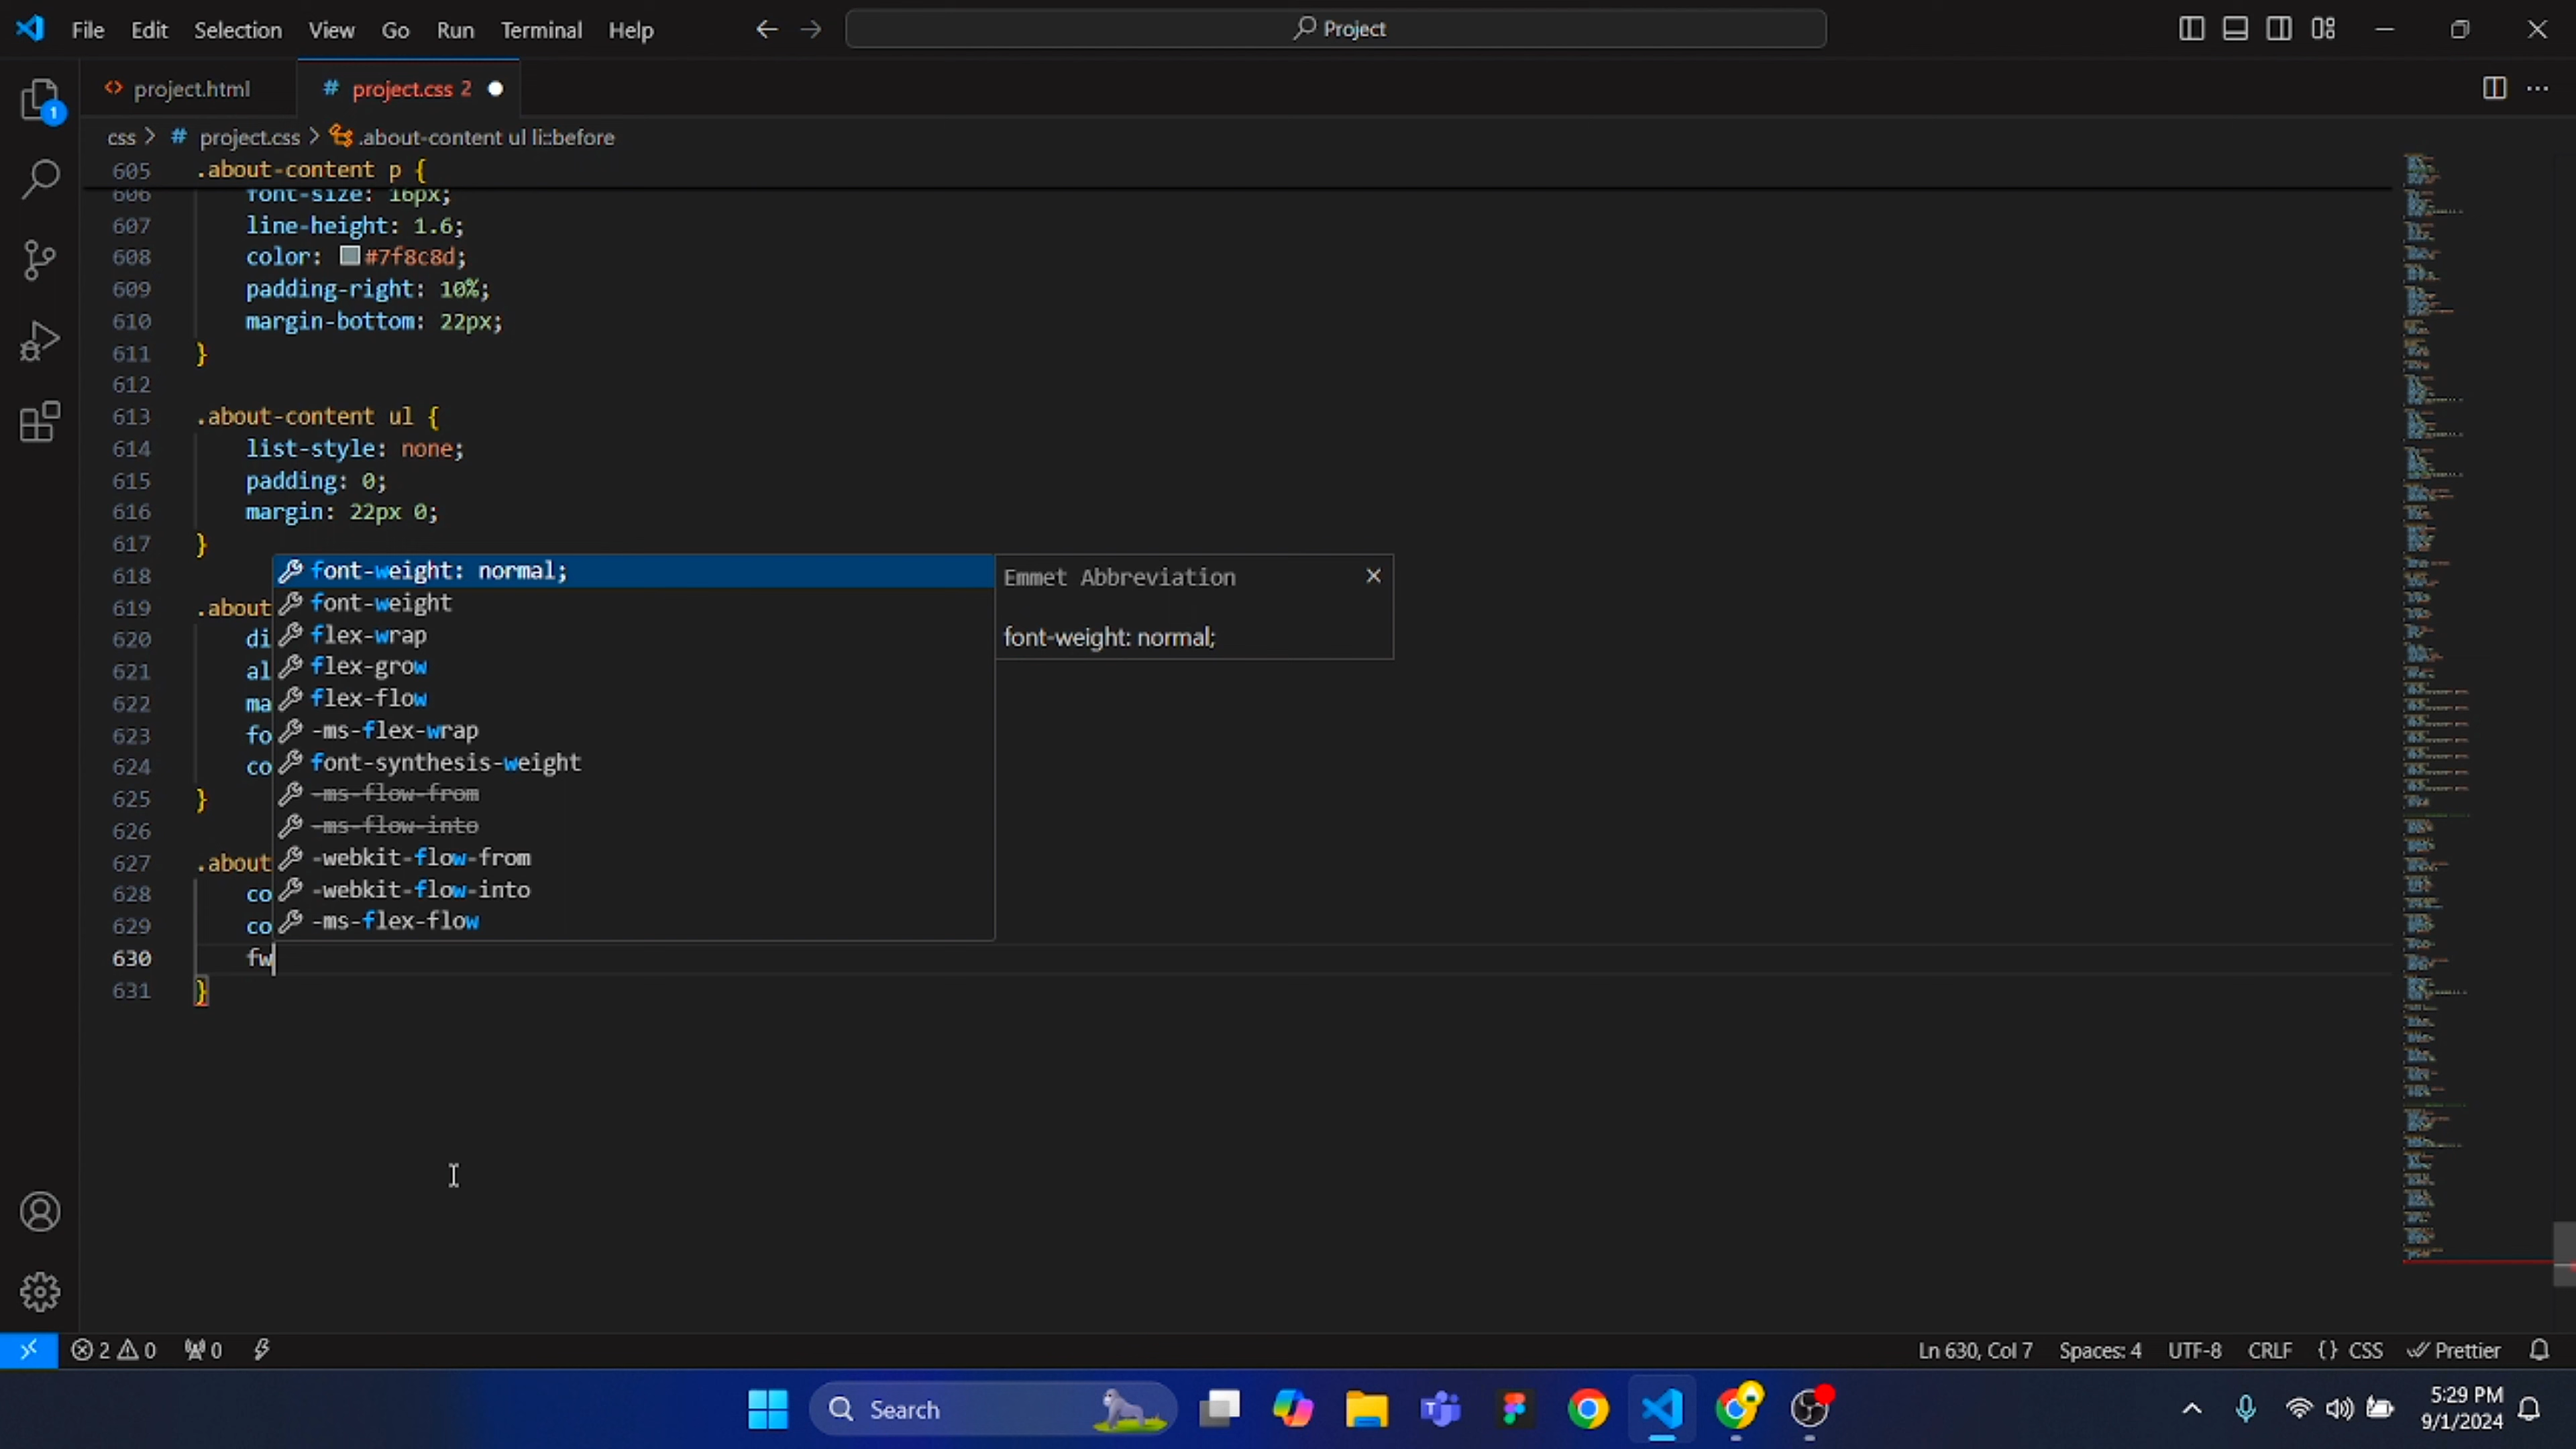 File Edit Selection View Go Run Terminal Help
Project
project.html
project.css 2
css > # project.css > .about-content ul li::before
605 .about-content p {
606 font-size: 16px;
607 line-height: 1.6;
608 color: #7f8c8d;
609 padding-right: 10%;
610 margin-bottom: 22px;
611 }
612
613 .about-content ul {
614 list-style: none;
615 padding: 0;
616 margin: 22px 0;
617 }
618
619 .about
620 di
621 al
622 ma
623 fo
624 co
625 }
626
627 .about
628 co
629 co
630 fw
631 }
font-weight: normal;
font-weight
flex-wrap
flex-grow
flex-flow
-ms-flex-wrap
font-synthesis-weight
-ms-flow-from
-ms-flow-into
-webkit-flow-from
-webkit-flow-into
-ms-flex-flow
Emmet Abbreviation
font-weight: normal;
1
2 0 0
Ln 630, Col 7 Spaces: 4 UTF-8 CRLF {} CSS Prettier
Search
5:29 PM
9/1/2024